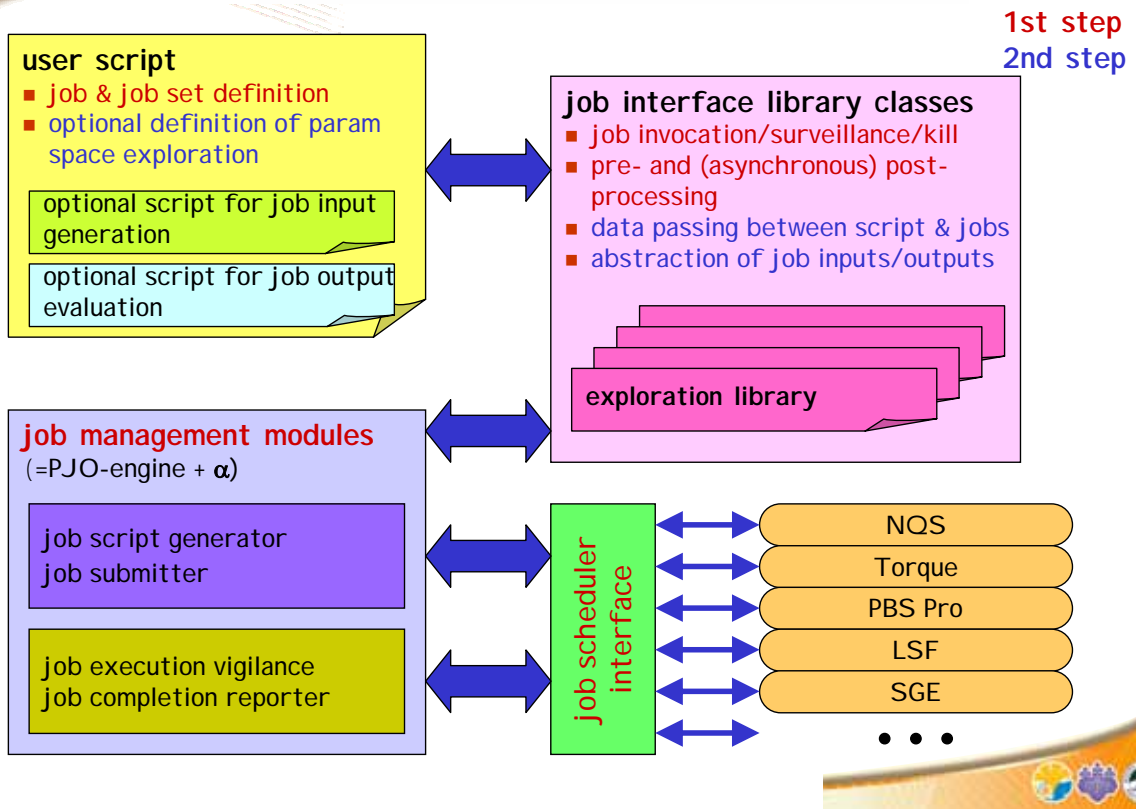 1st step
2nd step
user script
■ job & job set definition
■ optional definition of param
space exploration
optional script for job input
generation
optional script for job output
evaluation
job interface library classes
■ job invocation/surveillance/kill
■ pre- and (asynchronous) post-
processing
■ data passing between script & jobs
■ abstraction of job inputs/outputs
exploration library
job management modules
(=PJO-engine + α)
job script generator
job submitter
job execution vigilance
job completion reporter
job scheduler
interface
NQS
Torque
PBS Pro
LSF
SGE
• • •